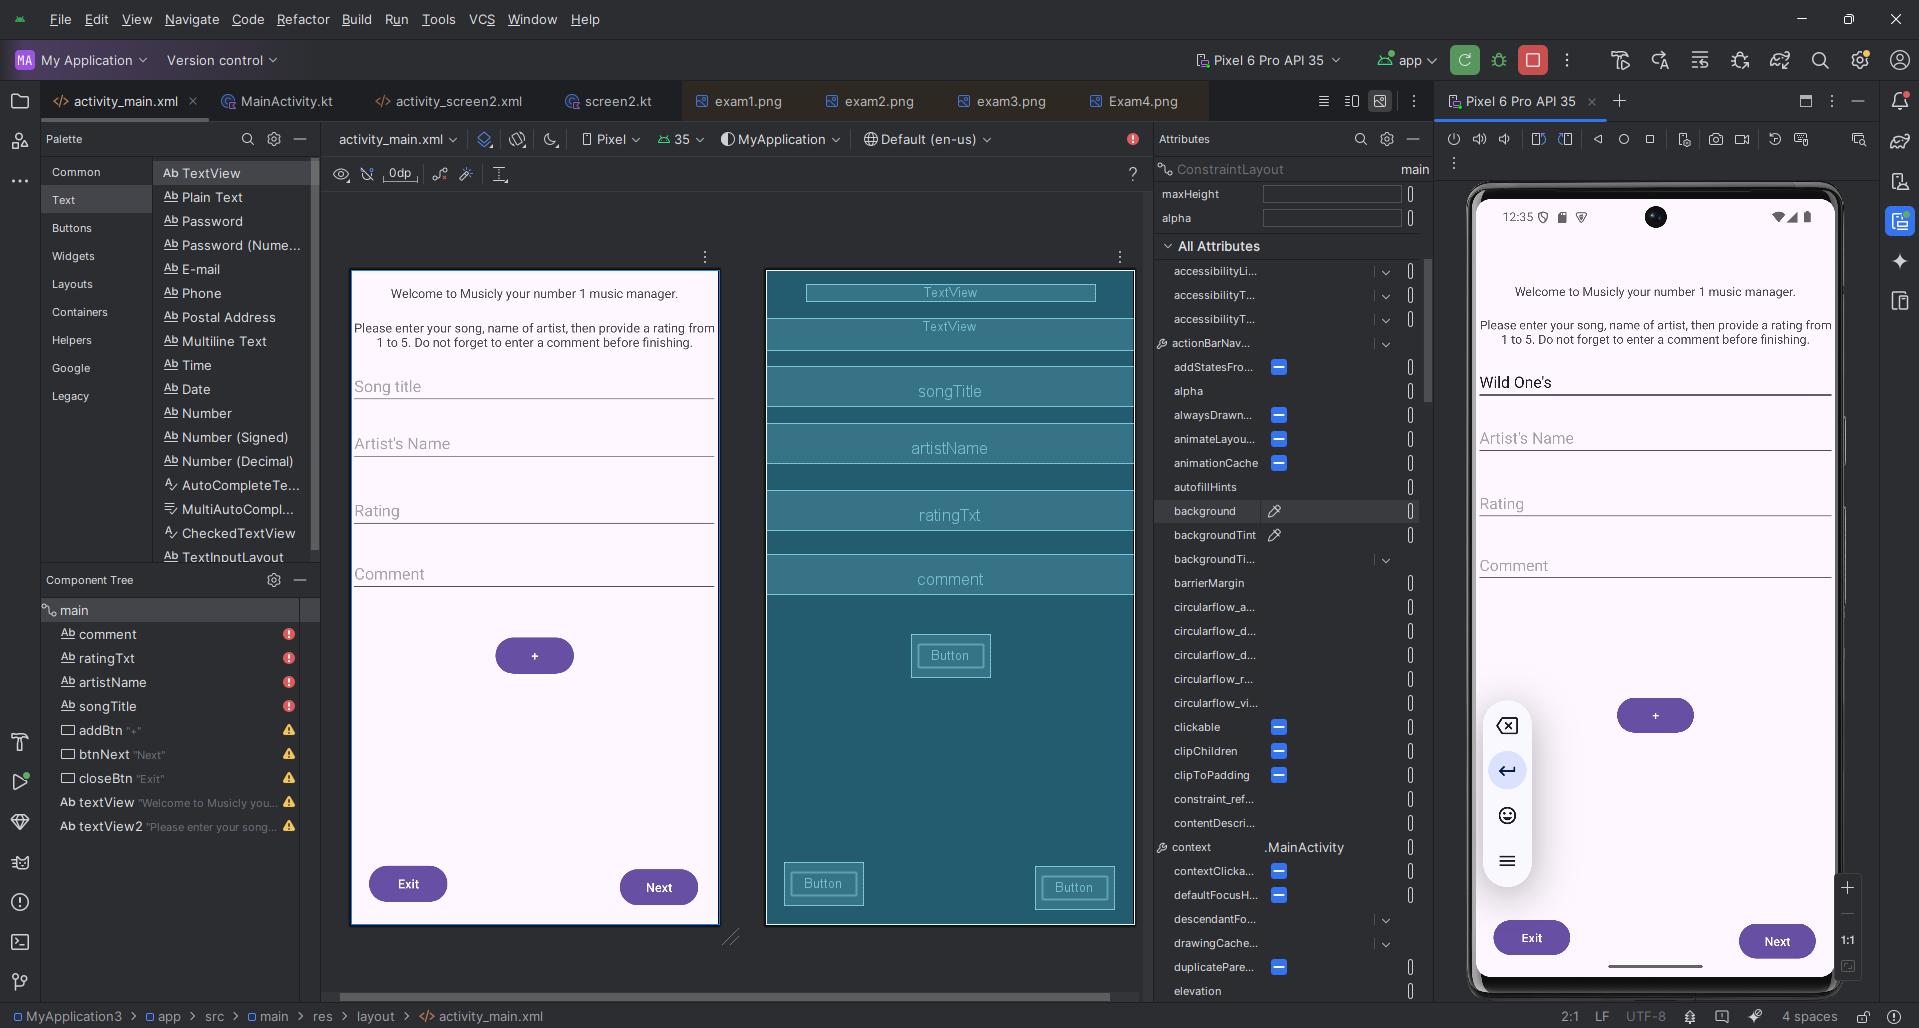 File Edit View Navigate Code Refactor Build Run Tools VCS Window Help
MA My Application Version control Pixel 6 Pro API 35 app
activity_main.xml MainActivity.kt activity_screen2.xml screen2.kt exam1.png exam2.png exam3.png Exam4.png Pixel 6 Pro API 35
Palette
Common
Text
Buttons
Widgets
Layouts
Containers
Helpers
Google
Legacy
Ab TextView
Ab Plain Text
Ab Password
Ab Password (Nume...
Ab E-mail
Ab Phone
Ab Postal Address
Ab Multiline Text
Ab Time
Ab Date
Ab Number
Ab Number (Signed)
Ab Number (Decimal)
AutoCompleteTe...
MultiAutoCompl...
CheckedTextView
Ab TextInputLayout
Component Tree
main
Ab comment
Ab ratingTxt
Ab artistName
Ab songTitle
addBtn "+"
btnNext "Next"
closeBtn "Exit"
Ab textView "Welcome to Musicly you...
Ab textView2 "Please enter your song...
activity_main.xml Pixel 35 MyApplication Default (en-us)
0dp ?
Welcome to Musicly your number 1 music manager.
Please enter your song, name of artist, then provide a rating from
1 to 5. Do not forget to enter a comment before finishing.
Song title
Artist's Name
Rating
Comment
+
Exit
Next
TextView
TextView
songTitle
artistName
ratingTxt
comment
Button
Button
Button
Attributes
ConstraintLayout main
maxHeight
alpha
All Attributes
accessibilityLi...
accessibilityT...
accessibilityT...
actionBarNav...
addStatesFro...
alpha
alwaysDrawn...
animateLayou...
animationCache
autofillHints
background
backgroundTint
backgroundTi...
barrierMargin
circularflow_a...
circularflow_d...
circularflow_d...
circularflow_r...
circularflow_vi...
clickable
clipChildren
clipToPadding
constraint_ref...
contentDescri...
context .MainActivity
contextClicka...
defaultFocusH...
descendantFo...
drawingCache...
duplicatePare...
elevation
12:35
Welcome to Musicly your number 1 music manager.
Please enter your song, name of artist, then provide a rating from
1 to 5. Do not forget to enter a comment before finishing.
Wild One's
Artist's Name
Rating
Comment
+
Exit
Next
1:1
MyApplication3 > app > src > main > res > layout > activity_main.xml
2:1 LF UTF-8 4 spaces